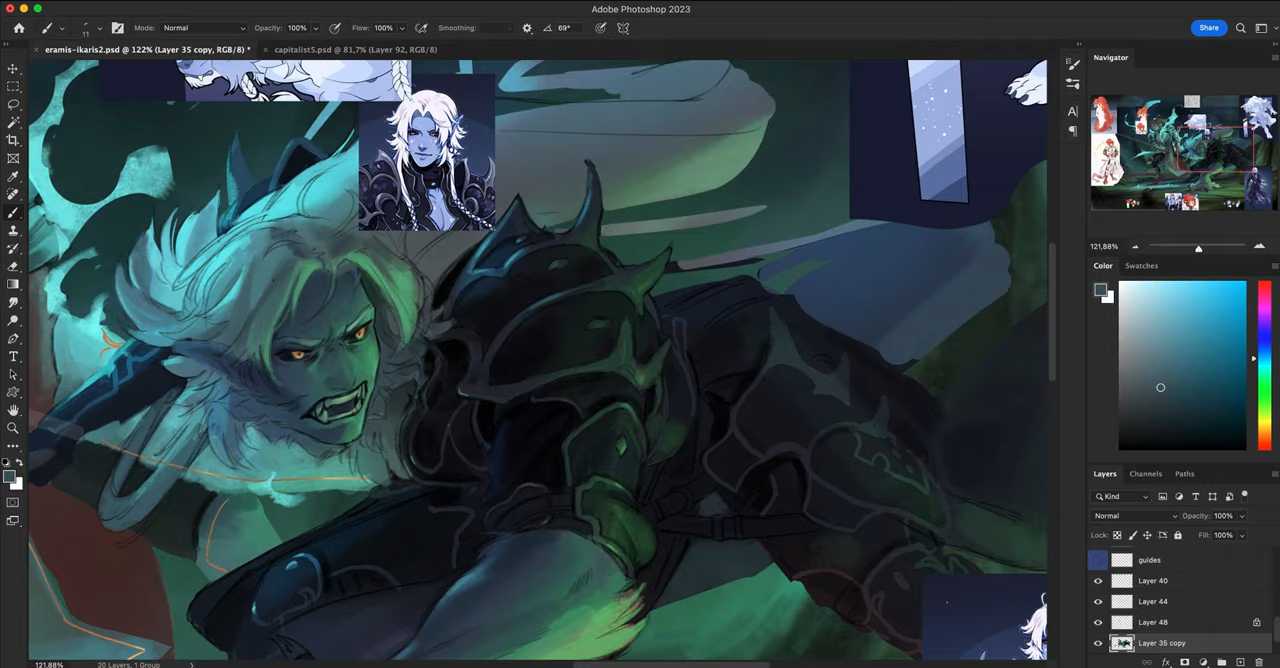 Adobe Photoshop 2023
11
Mode: Normal
Opacity: 100%
Flow: 100%
Smoothing:
69°
Share
× eramis-ikaris2.psd @ 122% (Layer 35 copy, RGB/8) *
× capitalist5.psd @ 81,7% (Layer 92, RGB/8)
Navigator
121,88%
Color
Swatches
Layers
Channels
Paths
Kind
Normal
Opacity: 100%
Lock:
Fill: 100%
guides
Layer 40
Layer 44
Layer 48
Layer 35 copy
fx
121,88%
20 Layers, 1 Group